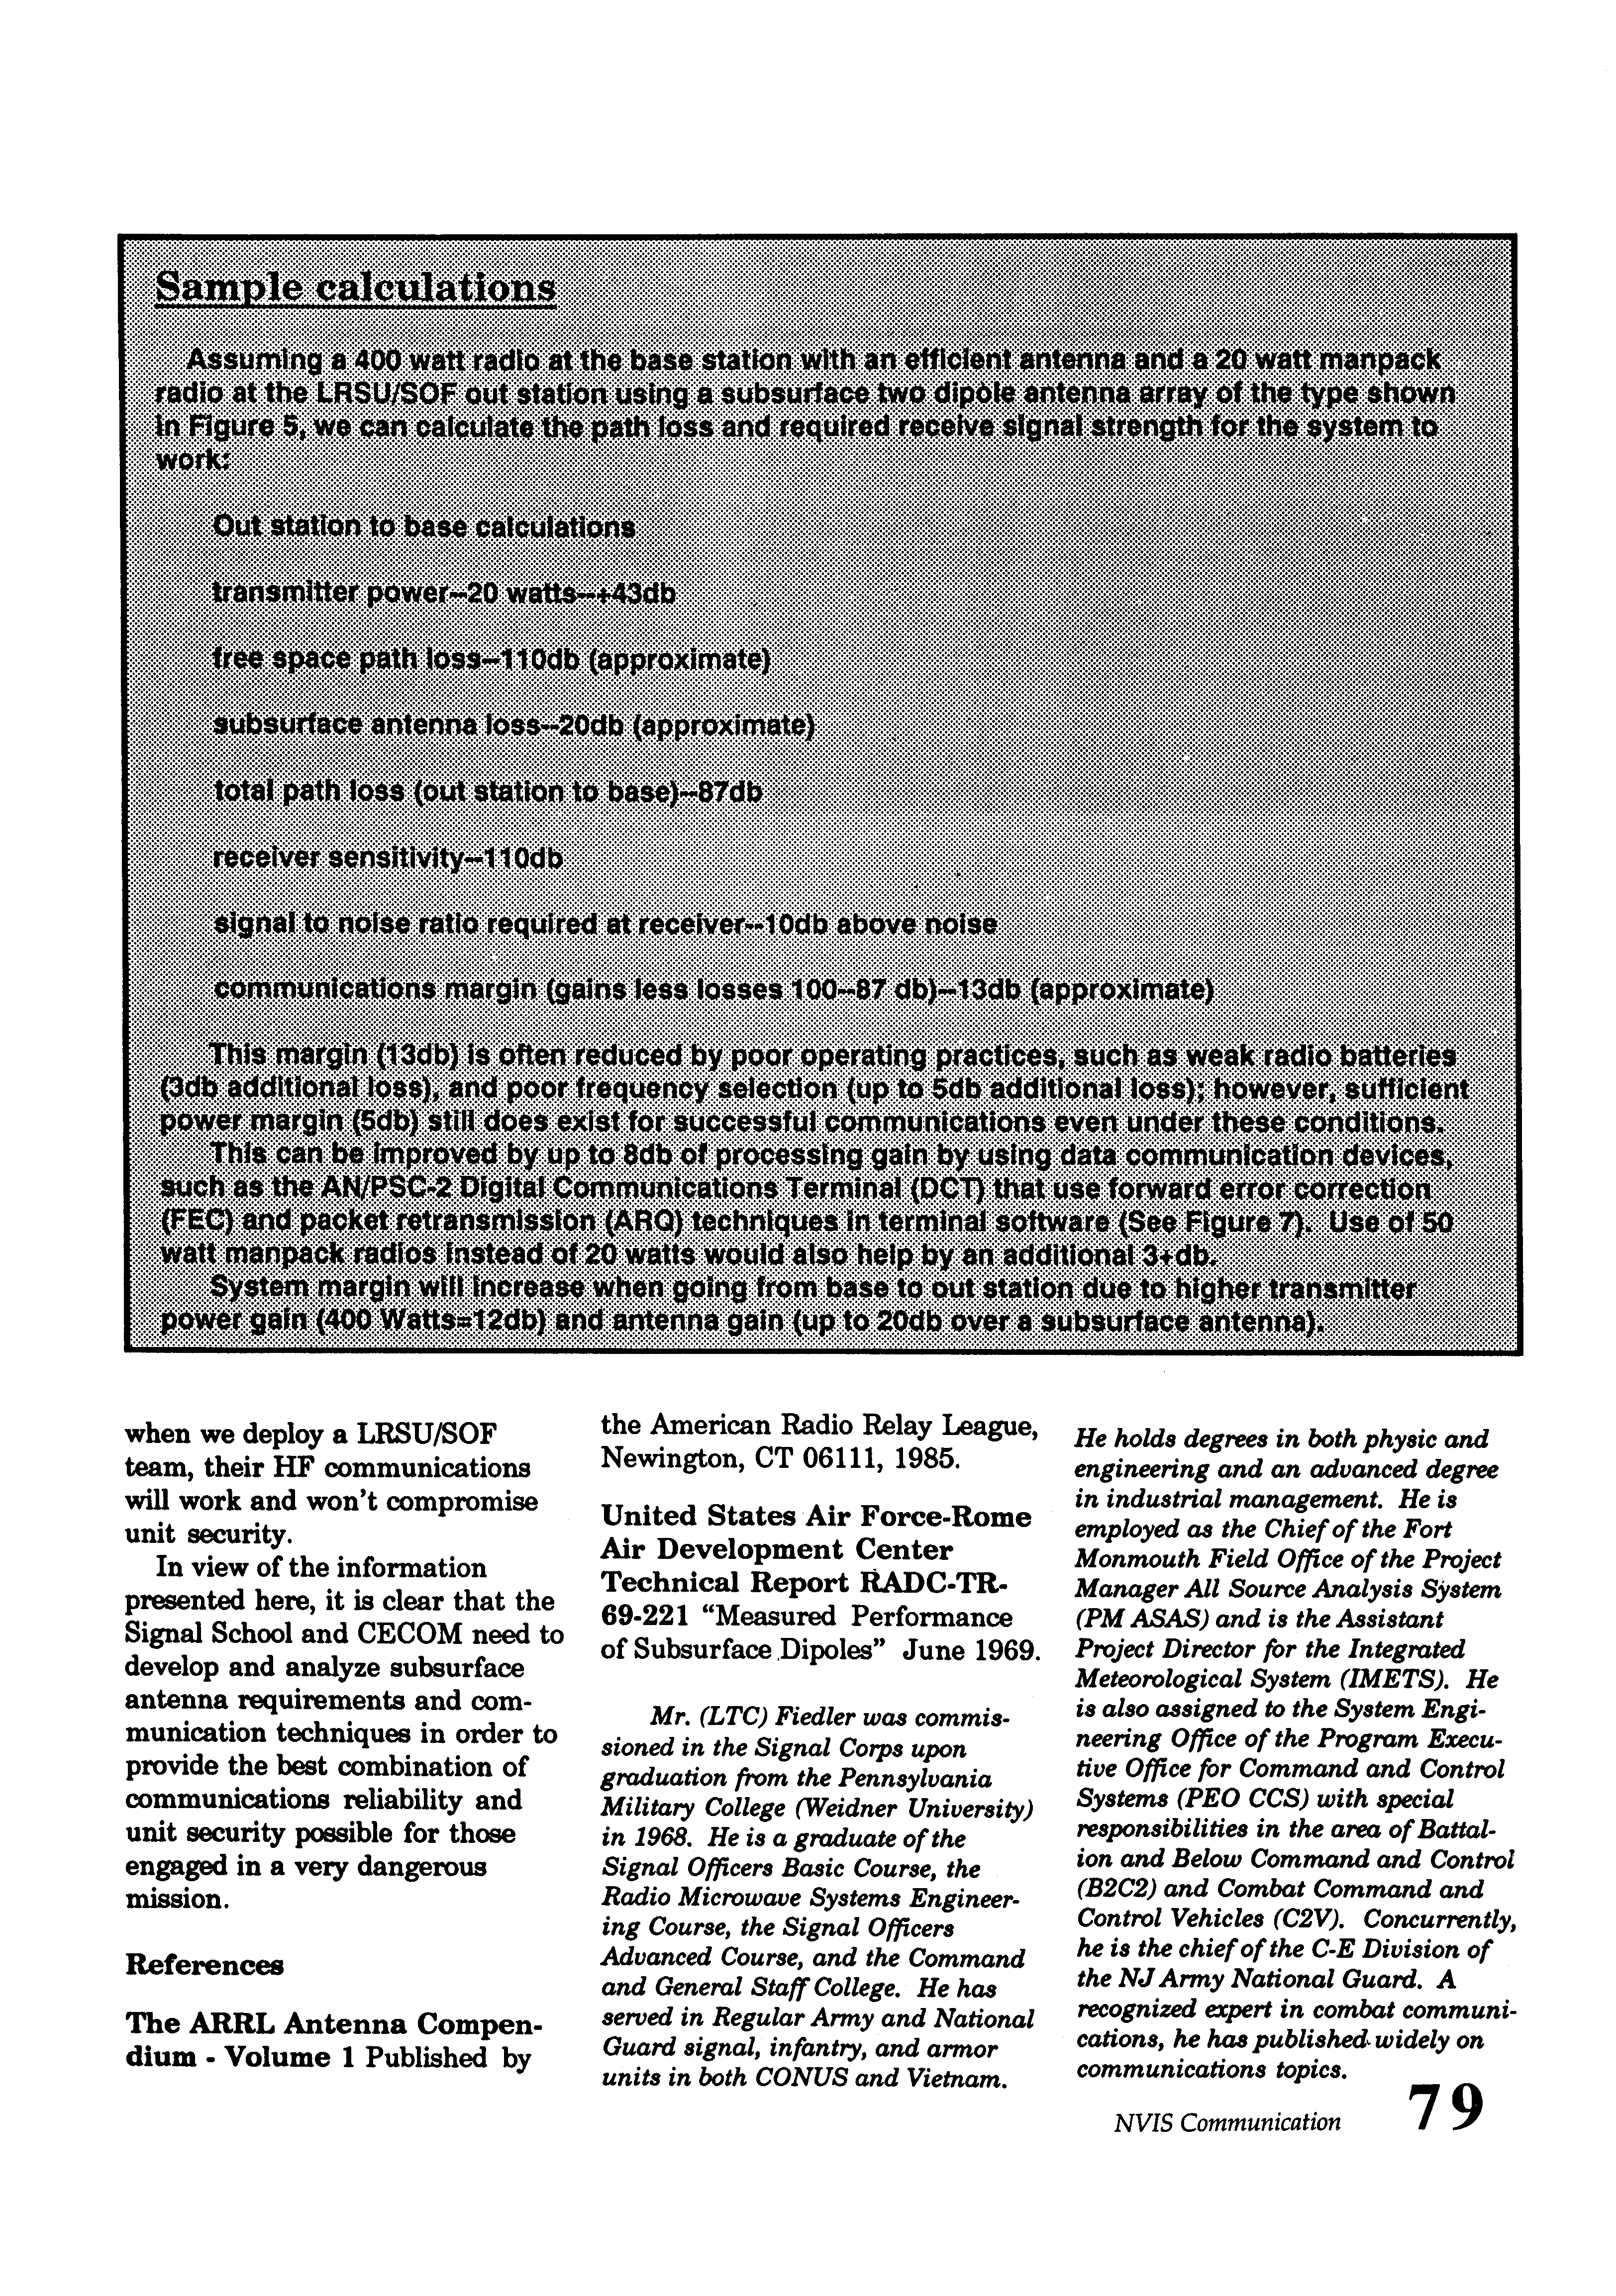 Sample calculations
Assuming a 400 watt radio at the base station with an efficient antenna and a 20 watt manpack
radio at the LRSU/SOF out station using a subsurface two dipole antenna array of the type shown
in Figure 5, we can calculate the path loss and required receive signal strength for the system to
work:
Out station to base calculations
transmitter power--20 watts--+43db
free space path loss--110db (approximate)
subsurface antenna loss--20db (approximate)
total path loss (out station to base)--87db
receiver sensitivity--110db
signal to noise ratio required at receiver--10db above noise
communications margin (gains less losses 100--87 db)--13db (approximate)
This margin (13db) is often reduced by poor operating practices, such as weak radio batteries
(3db additional loss), and poor frequency selection (up to 5db additional loss); however, sufficient
power margin (5db) still does exist for successful communications even under these conditions.
This can be improved by up to 8db of processing gain by using data communication devices,
such as the AN/PSC-2 Digital Communications Terminal (DCT) that use forward error correction
(FEC) and packet retransmission (ARQ) techniques in terminal software (See Figure 7). Use of 50
watt manpack radios instead of 20 watts would also help by an additional 3+db.
System margin will increase when going from base to out station due to higher transmitter
power gain (400 Watts=12db) and antenna gain (up to 20db over a subsurface antenna).
when we deploy a LRSU/SOF
team, their HF communications
will work and won't compromise
unit security.
In view of the information
presented here, it is clear that the
Signal School and CECOM need to
develop and analyze subsurface
antenna requirements and com-
munication techniques in order to
provide the best combination of
communications reliability and
unit security possible for those
engaged in a very dangerous
mission.
References
The ARRL Antenna Compen-
dium - Volume 1 Published by
the American Radio Relay League,
Newington, CT 06111, 1985.
United States Air Force-Rome
Air Development Center
Technical Report RADC-TR-
69-221 "Measured Performance
of Subsurface Dipoles" June 1969.
Mr. (LTC) Fiedler was commis-
sioned in the Signal Corps upon
graduation from the Pennsylvania
Military College (Weidner University)
in 1968. He is a graduate of the
Signal Officers Basic Course, the
Radio Microwave Systems Engineer-
ing Course, the Signal Officers
Advanced Course, and the Command
and General Staff College. He has
served in Regular Army and National
Guard signal, infantry, and armor
units in both CONUS and Vietnam.
He holds degrees in both physic and
engineering and an advanced degree
in industrial management. He is
employed as the Chief of the Fort
Monmouth Field Office of the Project
Manager All Source Analysis System
(PM ASAS) and is the Assistant
Project Director for the Integrated
Meteorological System (IMETS). He
is also assigned to the System Engi-
neering Office of the Program Execu-
tive Office for Command and Control
Systems (PEO CCS) with special
responsibilities in the area of Battal-
ion and Below Command and Control
(B2C2) and Combat Command and
Control Vehicles (C2V). Concurrently,
he is the chief of the C-E Division of
the NJ Army National Guard. A
recognized expert in combat communi-
cations, he has published widely on
communications topics.
NVIS Communication 79